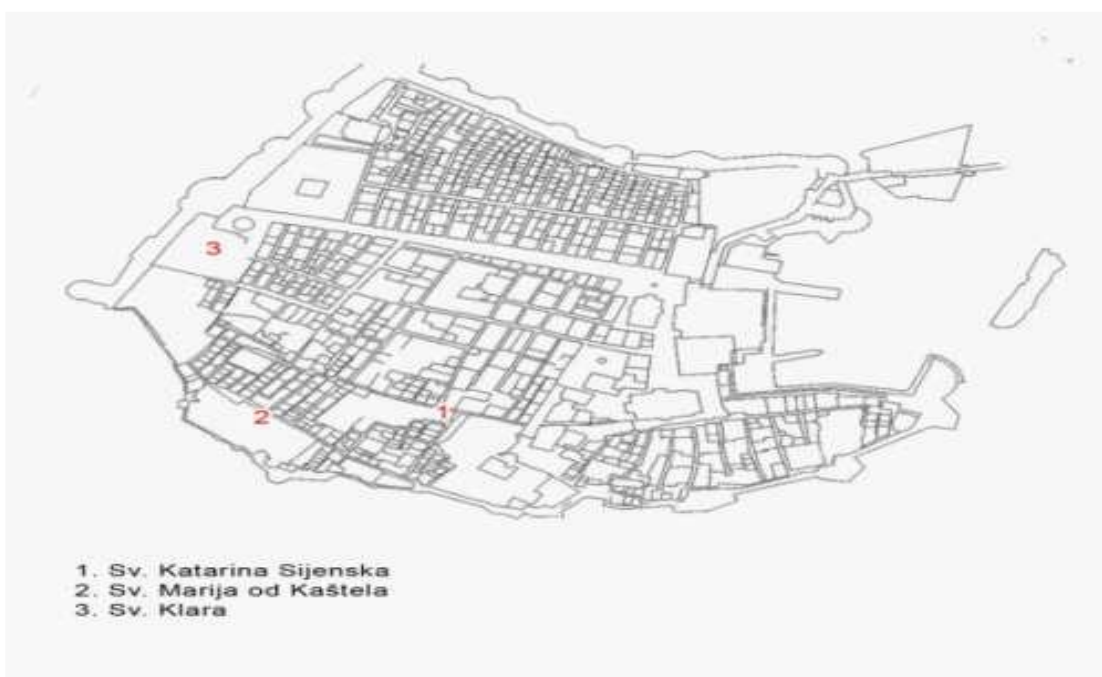 3
2
1
1. Sv. Katarina Sijenska
2. Sv. Marija od Kaštela
3. Sv. Klara